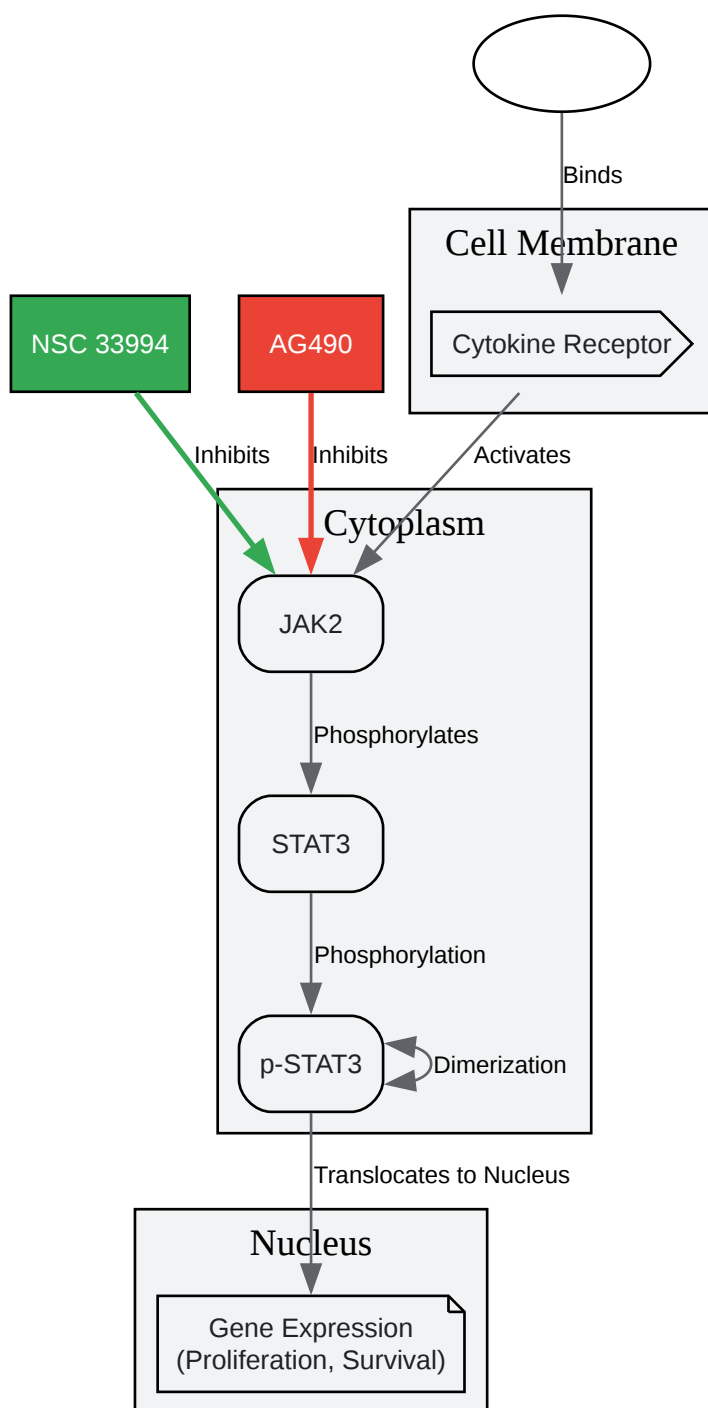 Binds
Cell Membrane
NSC 33994
AG490
Cytokine Receptor
Inhibits
Inhibits
Activates
Cytoplasm
JAK2
Phosphorylates
STAT3
Phosphorylation
p-STAT3
Dimerization
Translocates to Nucleus
Nucleus
Gene Expression
(Proliferation, Survival)